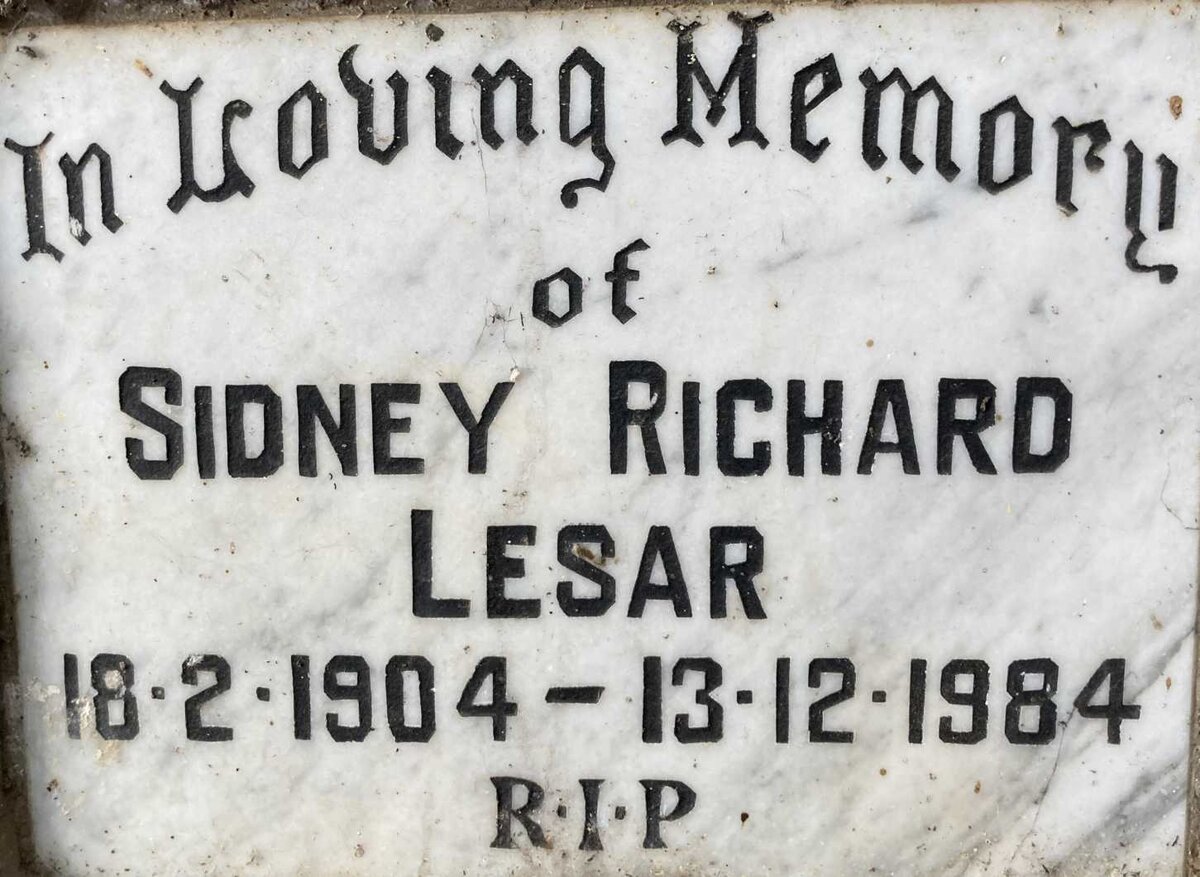 In Loving Memory
of
SIDNEY RICHARD
LESAR
18·2·1904 – 13·12·1984
R·I·P